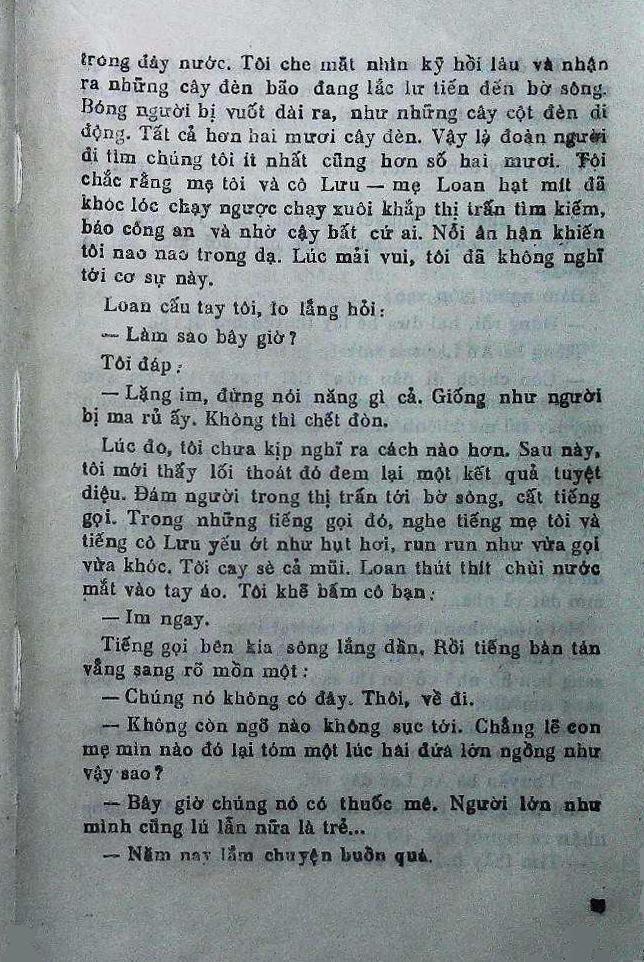 trong đáy nước. Tôi che mắt nhìn kỹ hồi lâu và nhận
ra những cây đèn bão đang lắc lư tiến đến bờ sông.
Bóng người bị vuốt dài ra, như những cây cột đèn di
động. Tất cả hơn hai mươi cây đèn. Vậy là đoàn người
đi tìm chúng tôi ít nhất cũng hơn số hai mươi. Tôi
chắc rằng mẹ tôi và cô Lưu — mẹ Loan hạt mít đã
khóc lóc chạy ngược chạy xuôi khắp thị trấn tìm kiếm,
báo công an và nhờ cậy bất cứ ai. Nỗi ân hận khiến
tôi nao nao trong dạ. Lúc mải vui, tôi đã không nghĩ
tới cơ sự này.
Loan cấu tay tôi, lo lắng hỏi:
— Làm sao bây giờ?
Tôi đáp:
— Lặng im, đừng nói năng gì cả. Giống như người
bị ma rủ ấy. Không thì chết đòn.
Lúc đo, tôi chưa kịp nghĩ ra cách nào hơn. Sau này,
tôi mới thấy lối thoát đó đem lại một kết quả tuyệt
diệu. Đám người trong thị trấn tới bờ sông, cất tiếng
gọi. Trong những tiếng gọi đó, nghe tiếng mẹ tôi và
tiếng cô Lưu yếu ớt như hụt hơi, run run như vừa gọi
vừa khóc. Tôi cay sè cả mũi. Loan thút thít chùi nước
mắt vào tay áo. Tôi khẽ bấm cô bạn:
— Im ngay.
Tiếng gọi bên kia sông lắng dần. Rồi tiếng bàn tán
vẳng sang rõ mồn một:
— Chúng nó không có đây. Thôi, về đi.
— Không còn ngõ nào không sục tới. Chẳng lẽ con
mẹ mìn nào đó lại tóm một lúc hai đứa lớn ngồng như
vậy sao?
— Bây giờ chúng nó có thuốc mê. Người lớn như
mình cũng lú lẫn nữa là trẻ...
— Năm nay lắm chuyện buồn quá.